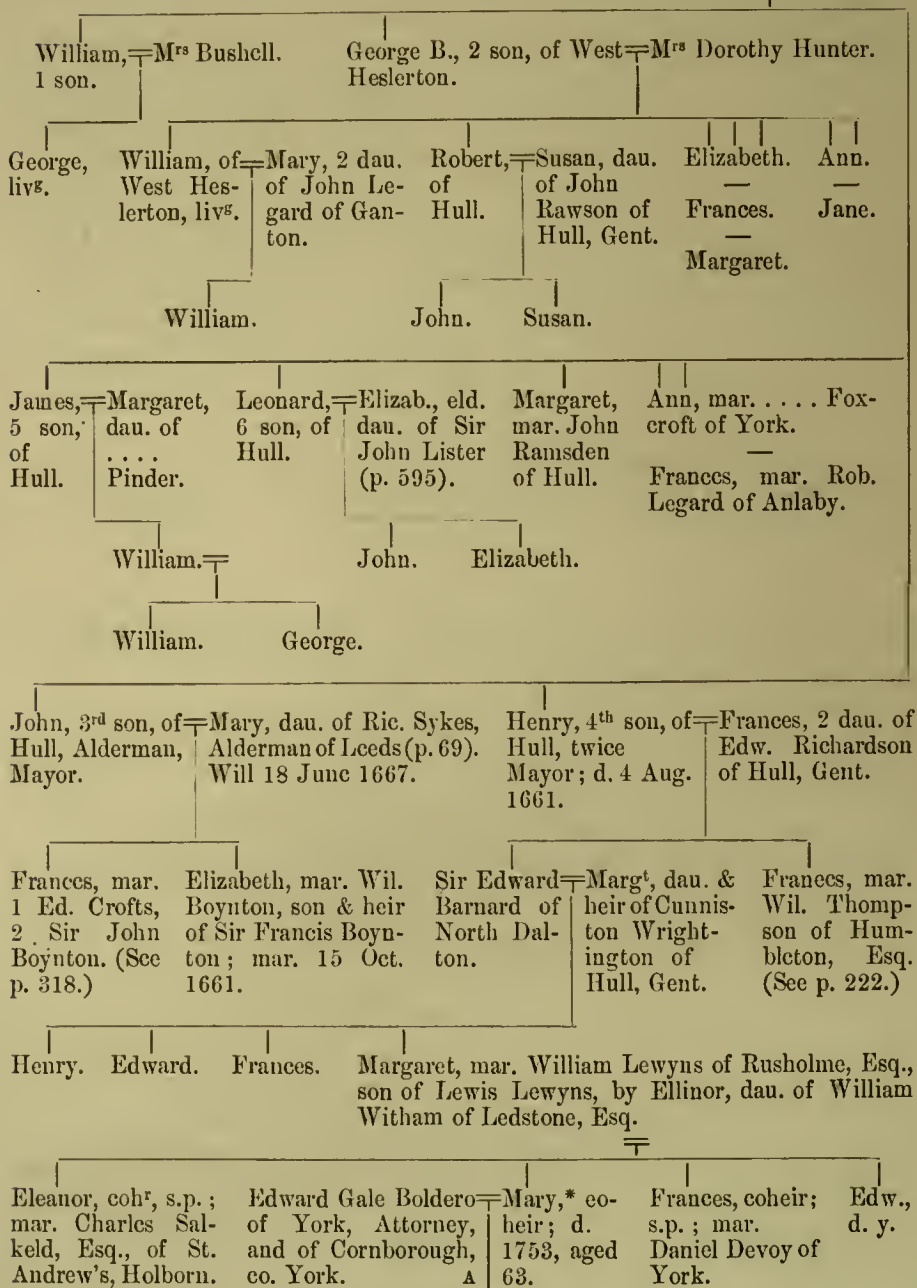 William, Mrs Bushell.
1 son.
George B., 2 son, of West Mrs Dorothy Hunter.
Heslerton.
George,
livg.
William, of
West Hes-
lerton, livg.
Mary, 2 dau.
of John Le-
gard of Gan-
ton.
Robert,
of
Hull.
Susan, dau.
of John
Rawson of
Hull, Gent.
Elizabeth.
—
Frances.
—
Margaret.
Ann.
—
Jane.
William.
John. Susan.
James,
5 son,
of
Hull.
Margaret,
dau. of
. . . .
Pinder.
Leonard,
6 son, of
Hull.
Elizab., eld.
dau. of Sir
John Lister
(p. 595).
Margaret,
mar. John
Ramsden
of Hull.
Ann, mar. . . . . . Fox-
croft of York.
—
Frances, mar. Rob.
Legard of Anlaby.
William.
John. Elizabeth.
William. George.
John, 3rd son, of
Hull, Alderman,
Mayor.
Mary, dau. of Ric. Sykes,
Alderman of Leeds (p. 69).
Will 18 June 1667.
Henry, 4th son, of
Hull, twice
Mayor; d. 4 Aug.
1661.
Frances, 2 dau. of
Edw. Richardson
of Hull, Gent.
Frances, mar.
1 Ed. Crofts,
2 Sir John
Boynton. (See
p. 318.)
Elizabeth, mar. Wil.
Boynton, son & heir
of Sir Francis Boyn-
ton; mar. 15 Oct.
1661.
Sir Edward
Barnard of
North Dal-
ton.
Margt, dau. &
heir of Cunnis-
ton Wright-
ington of
Hull, Gent.
Frances, mar.
Wil. Thomp-
son of Hum-
bleton, Esq.
(See p. 222.)
Henry. Edward. Frances.
Margaret, mar. William Lewyns of Rusholme, Esq.,
son of Lewis Lewyns, by Ellinor, dau. of William
Witham of Ledstone, Esq.
Eleanor, cohr, s.p.;
mar. Charles Sal-
keld, Esq., of St.
Andrew's, Holborn.
Edward Gale Boldero
of York, Attorney,
and of Cornborough,
co. York. A
Mary,* co-
heir; d.
1753, aged
63.
Frances, coheir;
s.p.; mar.
Daniel Devoy of
York.
Edw.,
d. y.